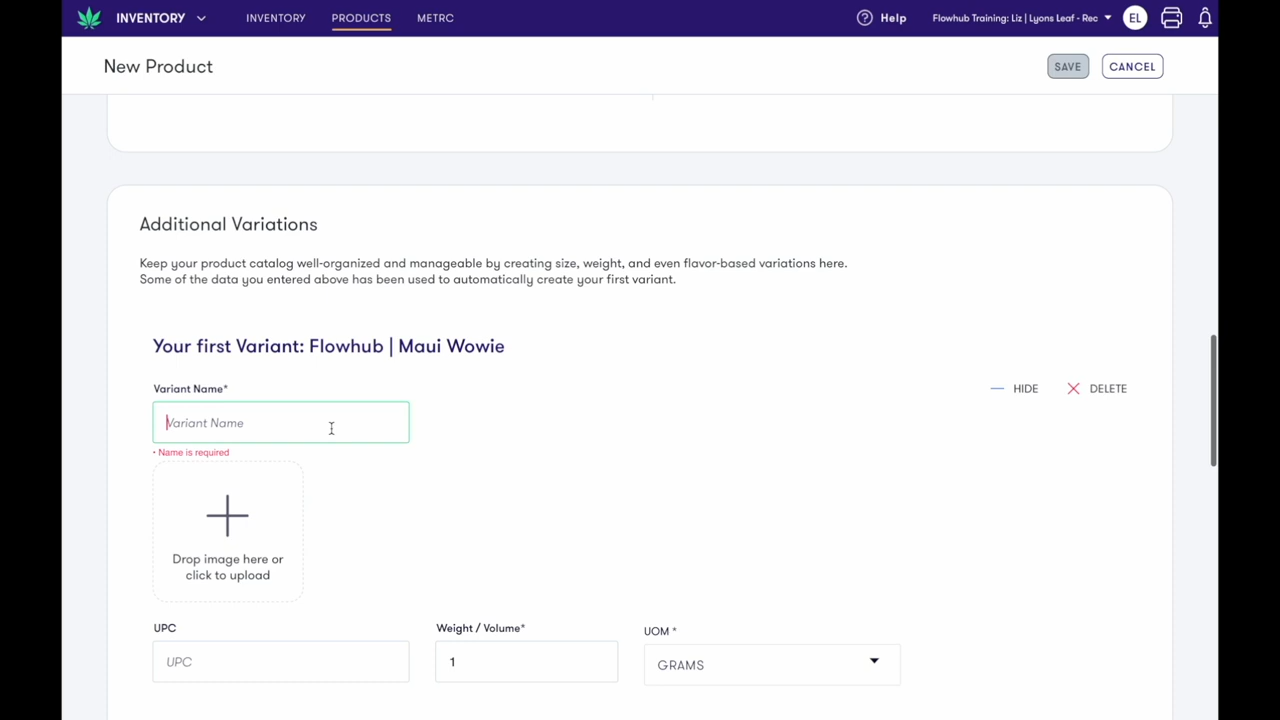 INVENTORY
INVENTORY PRODUCTS METRC
Help
Flowhub Training: Liz | Lyons Leaf - Rec
EL
New Product
SAVE
CANCEL
Additional Variations
Keep your product catalog well-organized and manageable by creating size, weight, and even flavor-based variations here.
Some of the data you entered above has been used to automatically create your first variant.
Your first Variant: Flowhub | Maui Wowie
Variant Name*
HIDE
DELETE
Variant Name
• Name is required
Drop image here or
click to upload
UPC
Weight / Volume*
UOM *
UPC
1
GRAMS